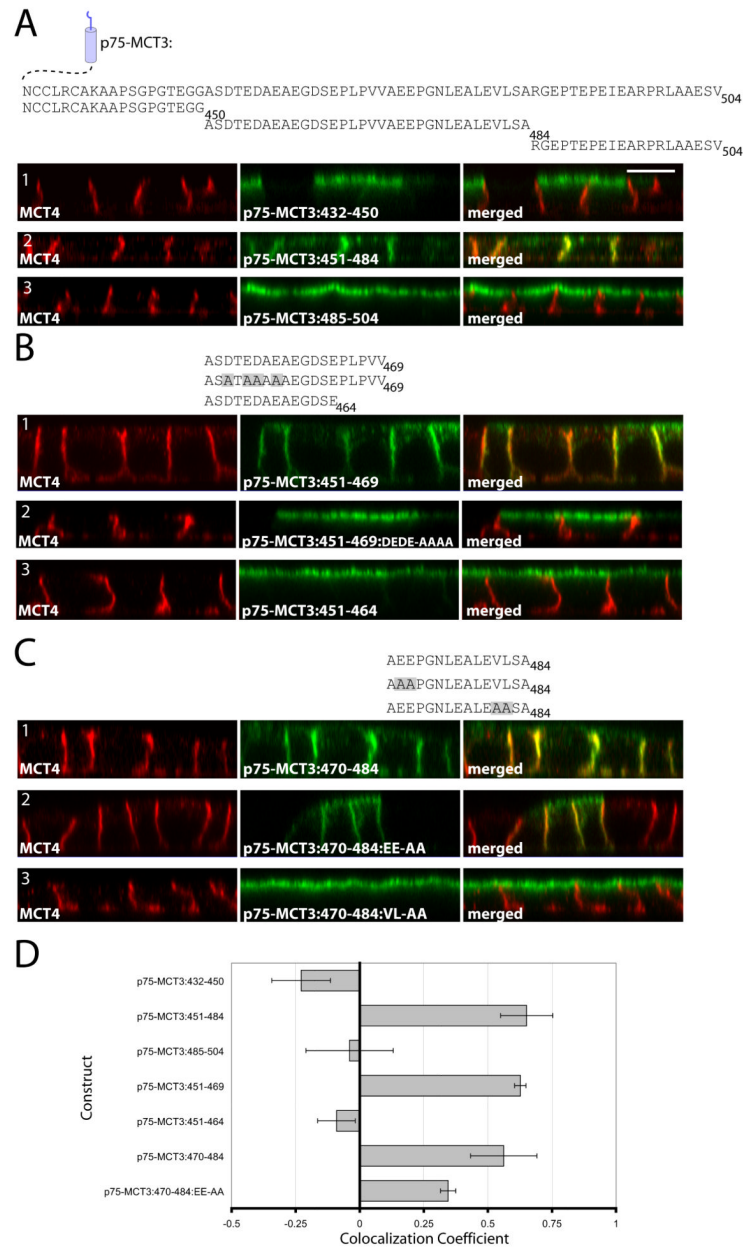 A
p75-MCT3:
NCCLRCAKAAPSGPGTEGGASDTEDAEAEGDSEPLPVVAEEPGNLEALEVLSARGEPTEPEIEARPRLAAESV504
NCCLRCAKAAPSGPGTEGG450
ASDTEDAEAEGDSEPLPVVAEEPGNLEALEVLSA484
RGEPTEPEIEARPRLAAESV504
1
MCT4 p75-MCT3:432-450 merged
2
MCT4 p75-MCT3:451-484 merged
3
MCT4 p75-MCT3:485-504 merged
B
ASDTEDAEAEGDSEPLPVV469
ASATAAAAAEGDSEPLPVV469
ASDTEDAEAEGDSE464
1
MCT4 p75-MCT3:451-469 merged
2
MCT4 p75-MCT3:451-469:DEDE-AAAA merged
3
MCT4 p75-MCT3:451-464 merged
C
AEEPGNLEALEVLSA484
AAAPGNLEALEVLSA484
AEEPGNLEALEAASA484
1
MCT4 p75-MCT3:470-484 merged
2
MCT4 p75-MCT3:470-484:EE-AA merged
3
MCT4 p75-MCT3:470-484:VL-AA merged
D
Construct
p75-MCT3:432-450
p75-MCT3:451-484
p75-MCT3:485-504
p75-MCT3:451-469
p75-MCT3:451-464
p75-MCT3:470-484
p75-MCT3:470-484:EE-AA
-0.5 -0.25 0 0.25 0.5 0.75 1
Colocalization Coefficient